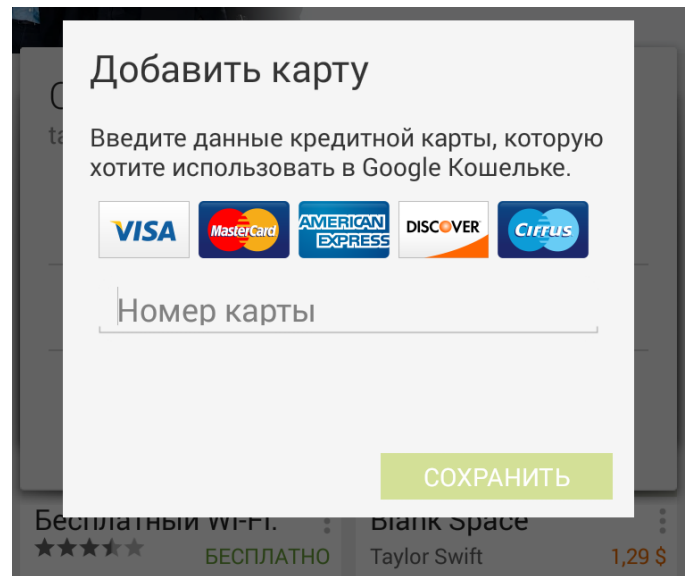 Добавить карту
Введите данные кредитной карты, которую
хотите использовать в Google Кошельке.
VISA MasterCard AMERICAN EXPRESS DISCOVER CIRRUS
Номер карты
СОХРАНИТЬ
Бесплатный Wi-Fi. Blank Space
БЕСПЛАТНО Taylor Swift 1,29 $